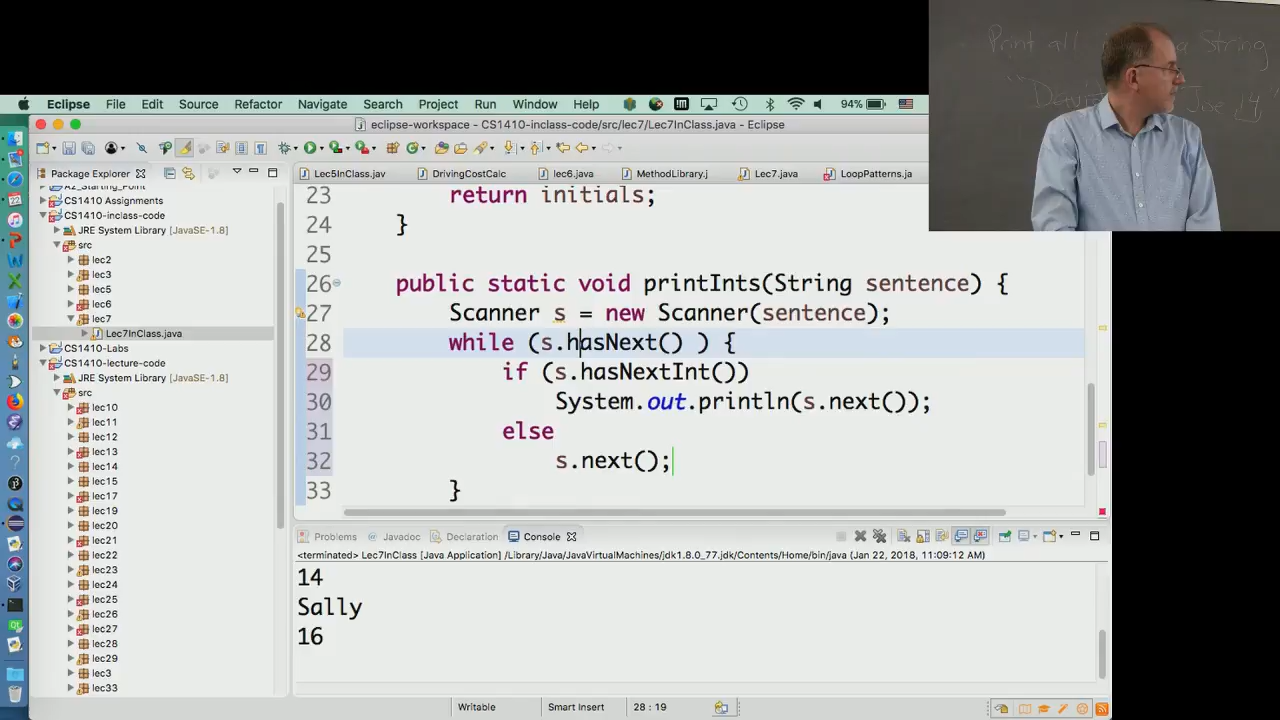 Print all
a String
Jixe 14
Eclipse File Edit Source Refactor Navigate Search Project Run Window Help 94%
eclipse-workspace - CS1410-inclass-code/src/lec7/Lec7InClass.java - Eclipse
Package Explorer
Lec5InClass.jav DrivingCostCalc lec6.java MethodLibrary.j Lec7.java LoopPatterns.ja
A2_Starting_Point
CS1410 Assignments
CS1410-inclass-code
JRE System Library [JavaSE-1.8]
src
lec2
lec3
lec5
lec6
lec7
Lec7InClass.java
CS1410-Labs
CS1410-lecture-code
JRE System Library [JavaSE-1.8]
src
lec10
lec11
lec12
lec13
lec14
lec15
lec17
lec19
lec20
lec21
lec22
lec23
lec24
lec25
lec26
lec27
lec28
lec29
lec3
lec33
23 return initials;
24 }
25
26 public static void printInts(String sentence) {
27 Scanner s = new Scanner(sentence);
28 while (s.hasNext() ) {
29 if (s.hasNextInt())
30 System.out.println(s.next());
31 else
32 s.next();
33 }
Problems Javadoc Declaration Console
<terminated> Lec7InClass [Java Application] /Library/Java/JavaVirtualMachines/jdk1.8.0_77.jdk/Contents/Home/bin/java (Jan 22, 2018, 11:09:12 AM)
14
Sally
16
Writable Smart Insert 28 : 19